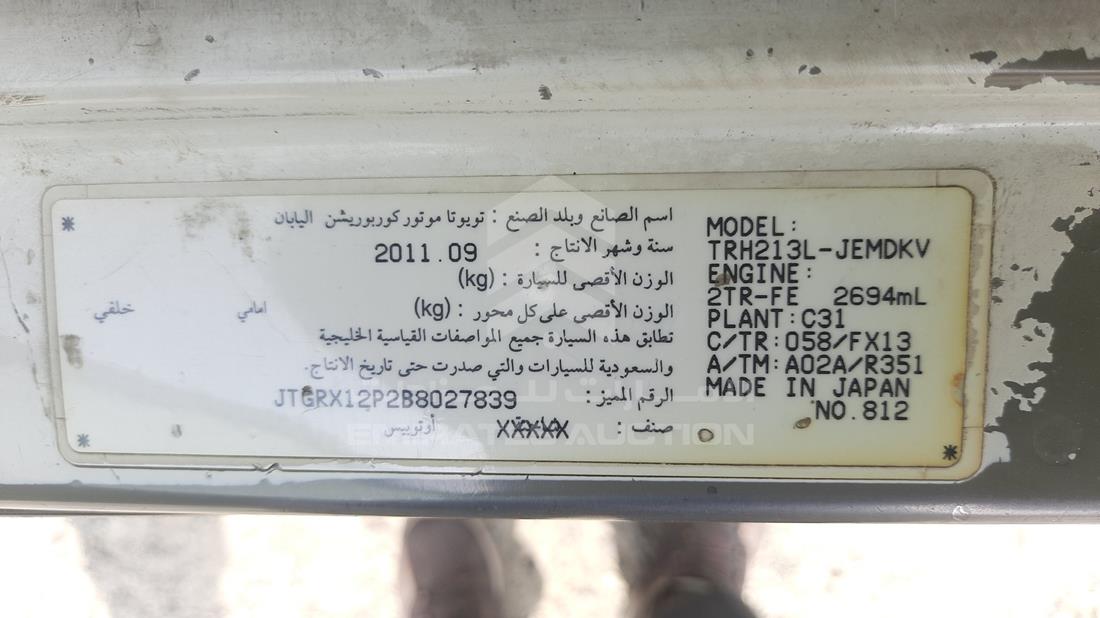 اسم الصانع وبلد الصنع : تويوتا موتور كوربوريشن اليابان
سنة وشهر الانتاج : 2011.09
الوزن الأقصى للسيارة : (kg)
الوزن الأقصى على كل محور : (kg) امامي خلفي
تطابق هذه السيارة جميع المواصفات القياسية الخليجية
والسعودية للسيارات والتي صدرت حتى تاريخ الانتاج.
الرقم المميز : JTGRX12P2B8027839
صنف : XXXXX أوتوبيس
MODEL:
TRH213L-JEMDKV
ENGINE:
2TR-FE 2694mL
PLANT:C31
C/TR:058/FX13
A/TM:A02A/R351
MADE IN JAPAN
NO.812
EMIRATES AUCTION